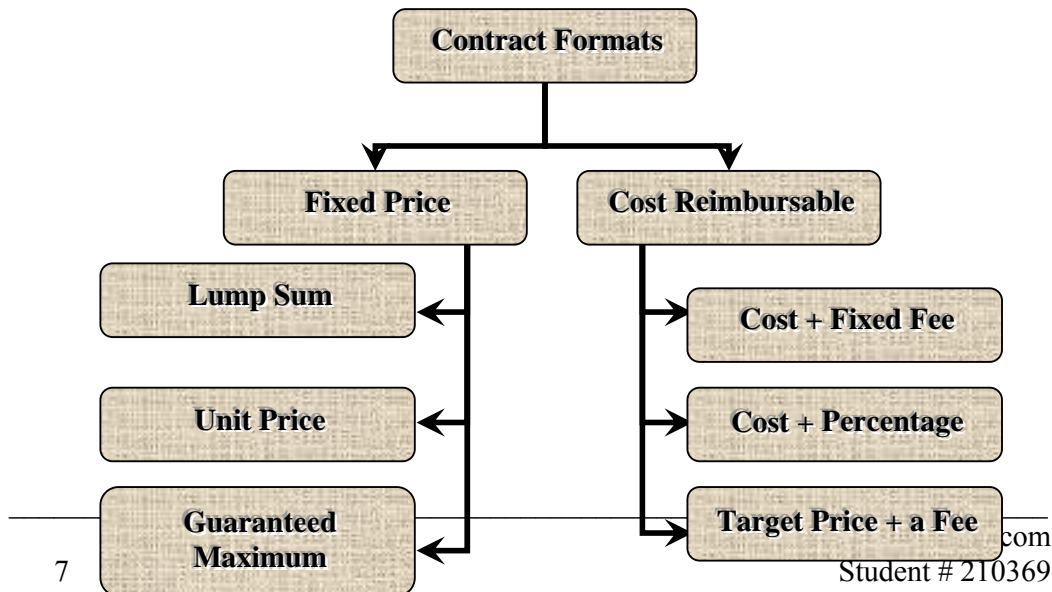 Contract Formats
Fixed Price
Cost Reimbursable
Lump Sum
Unit Price
Guaranteed
Maximum
Cost + Fixed Fee
Cost + Percentage
Target Price + a Fee
com
7
Student # 210369